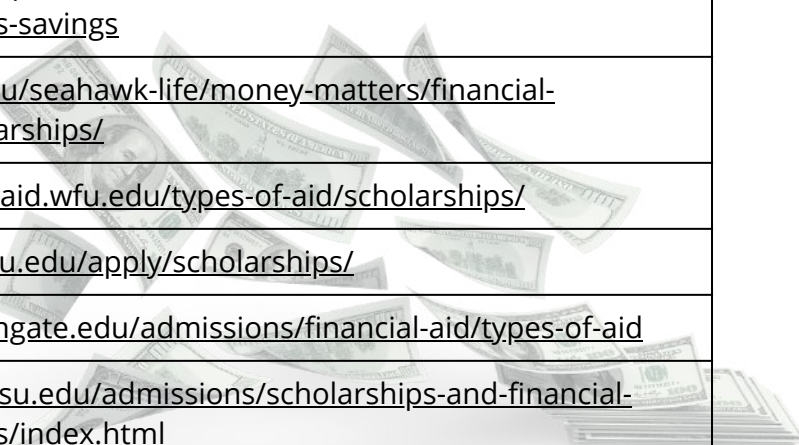 s-savings
u/seahawk-life/money-matters/financial-
arships/
aid.wfu.edu/types-of-aid/scholarships/
u.edu/apply/scholarships/
ngate.edu/admissions/financial-aid/types-of-aid
su.edu/admissions/scholarships-and-financial-
s/index.html